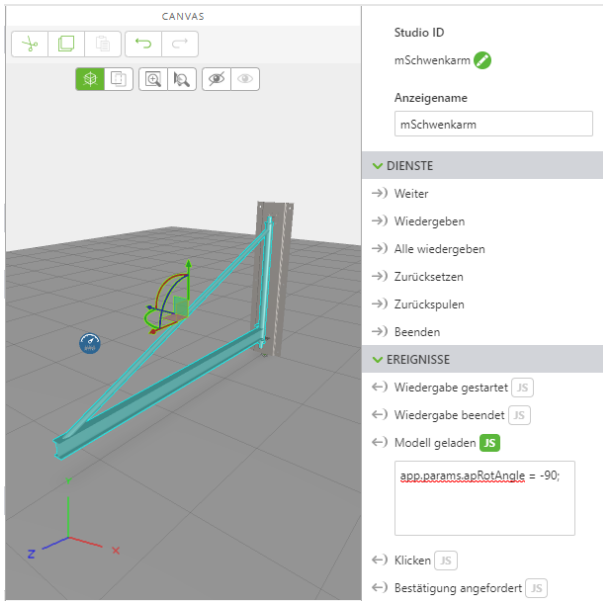 CANVAS
Studio ID
mSchwenkarm
Anzeigename
mSchwenkarm
DIENSTE
Weiter
Wiedergeben
Alle wiedergeben
Zurücksetzen
Zurückspulen
Beenden
EREIGNISSE
Wiedergabe gestartet JS
Wiedergabe beendet JS
Modell geladen JS
app.params.apRotAngle = -90;
Klicken JS
Bestätigung angefordert JS
Y
Z
X